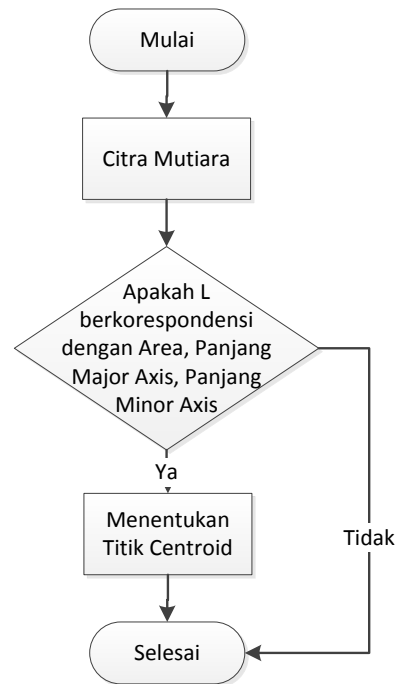 Mulai
Citra Mutiara
Apakah L
berkorespondensi
dengan Area, Panjang
Major Axis, Panjang
Minor Axis
Ya
Menentukan
Titik Centroid
Tidak
Selesai